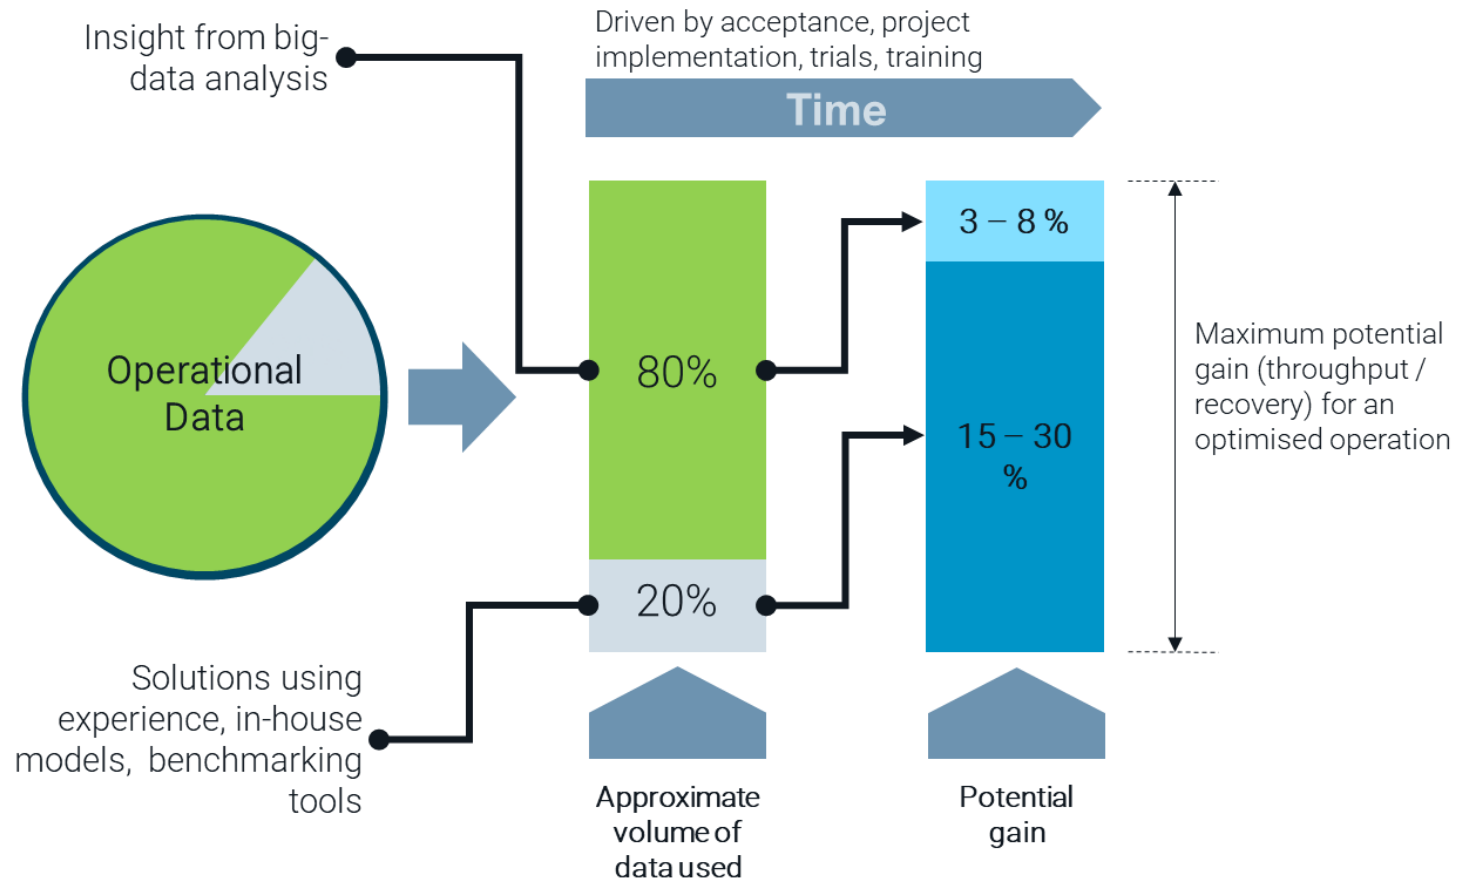 Insight from big-
data analysis
Driven by acceptance, project
implementation, trials, training
Time
Operational
Data
80%
20%
3 – 8 %
15 – 30
%
Maximum potential
gain (throughput /
recovery) for an
optimised operation
Solutions using
experience, in-house
models, benchmarking
tools
Approximate
volume of
data used
Potential
gain